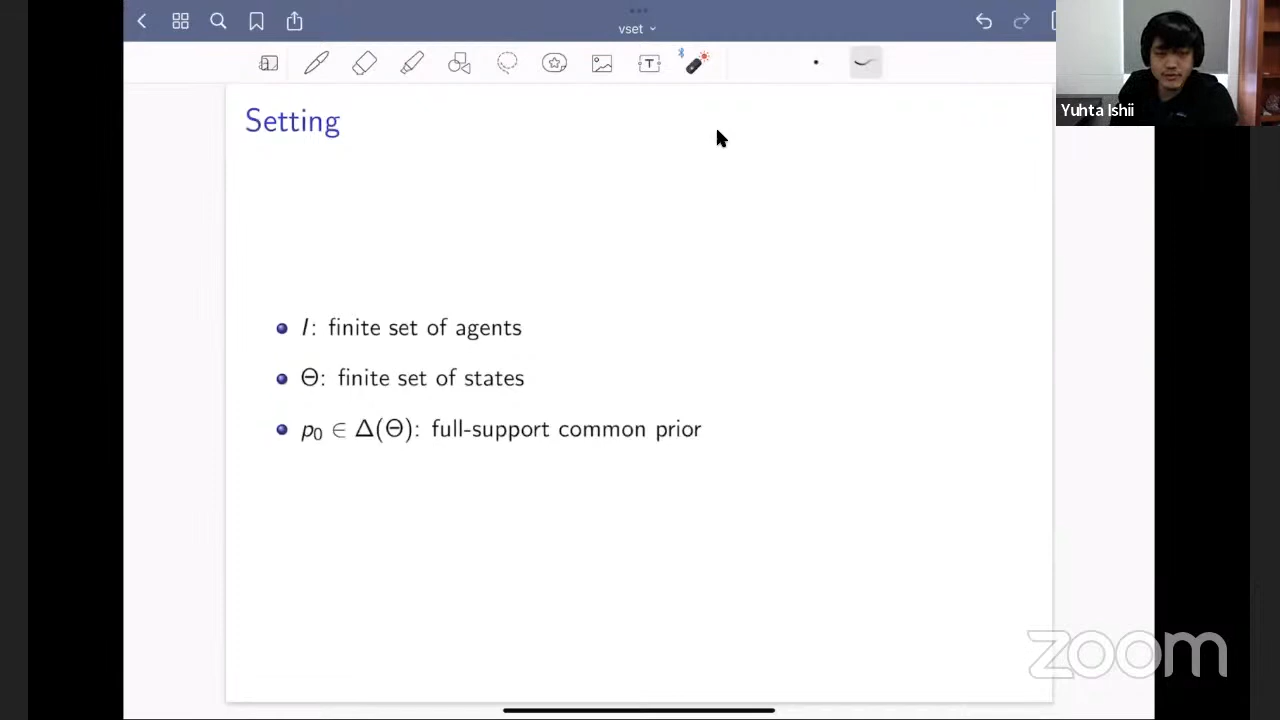 vset
Yuhta Ishii
Setting
I: finite set of agents
Θ: finite set of states
p₀ ∈ Δ(Θ): full-support common prior
zoom